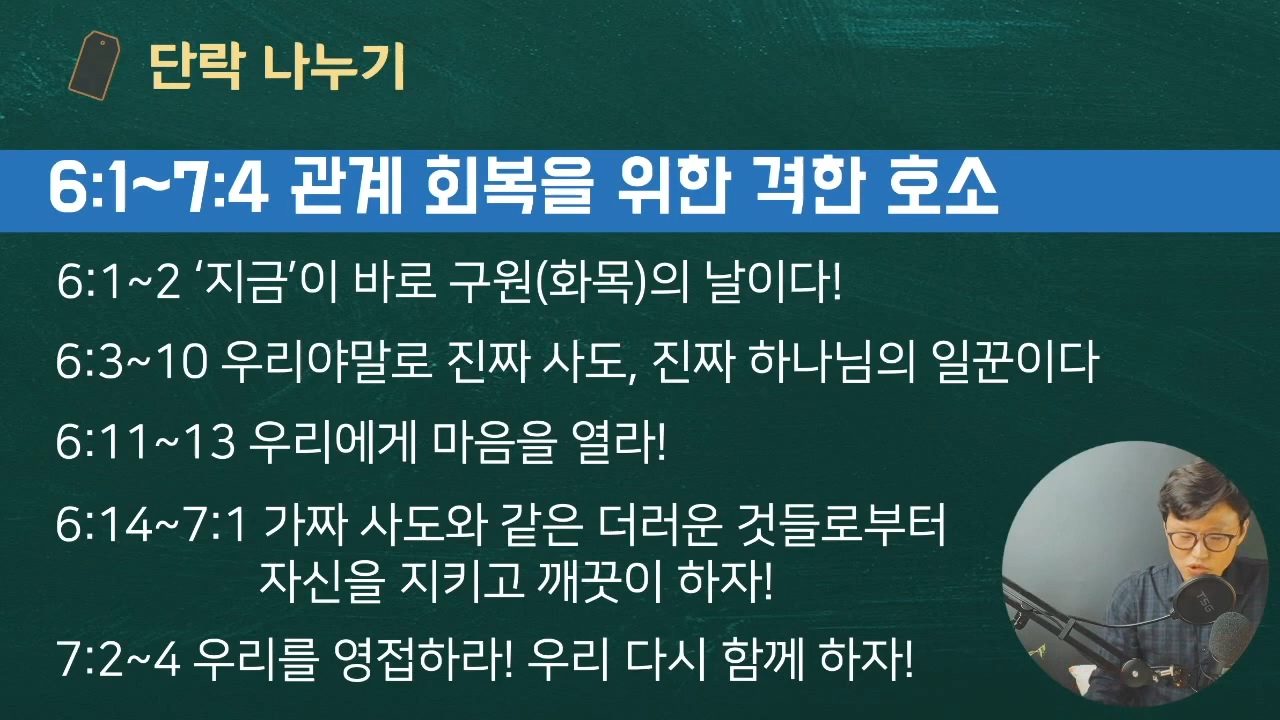 단락 나누기
6:1~7:4 관계 회복을 위한 격한 호소
6:1~2 ‘지금’이 바로 구원(화목)의 날이다!
6:3~10 우리야말로 진짜 사도, 진짜 하나님의 일꾼이다
6:11~13 우리에게 마음을 열라!
6:14~7:1 가짜 사도와 같은 더러운 것들로부터
자신을 지키고 깨끗이 하자!
TSG
7:2~4 우리를 영접하라! 우리 다시 함께 하자!